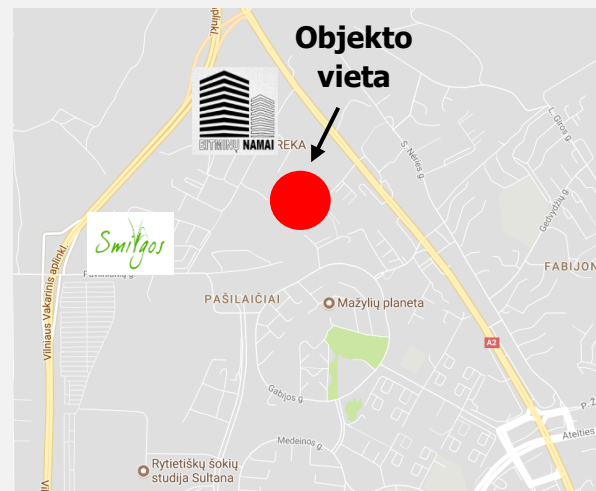 Objekto
vieta
aplinkl.
EITMINŲ NAMAI
REKA
L. Giros g.
S. Nėries g.
Gedvydžių g.
Smilgos
g.
FABIJON
Vilniaus Vakarinis aplinkl.
PAŠILAIČIAI
Mažylių planeta
A2
Gabijos g.
P. Ž
Ateities
Medeinos g.
Rytietiškų šokių
studija Sultana